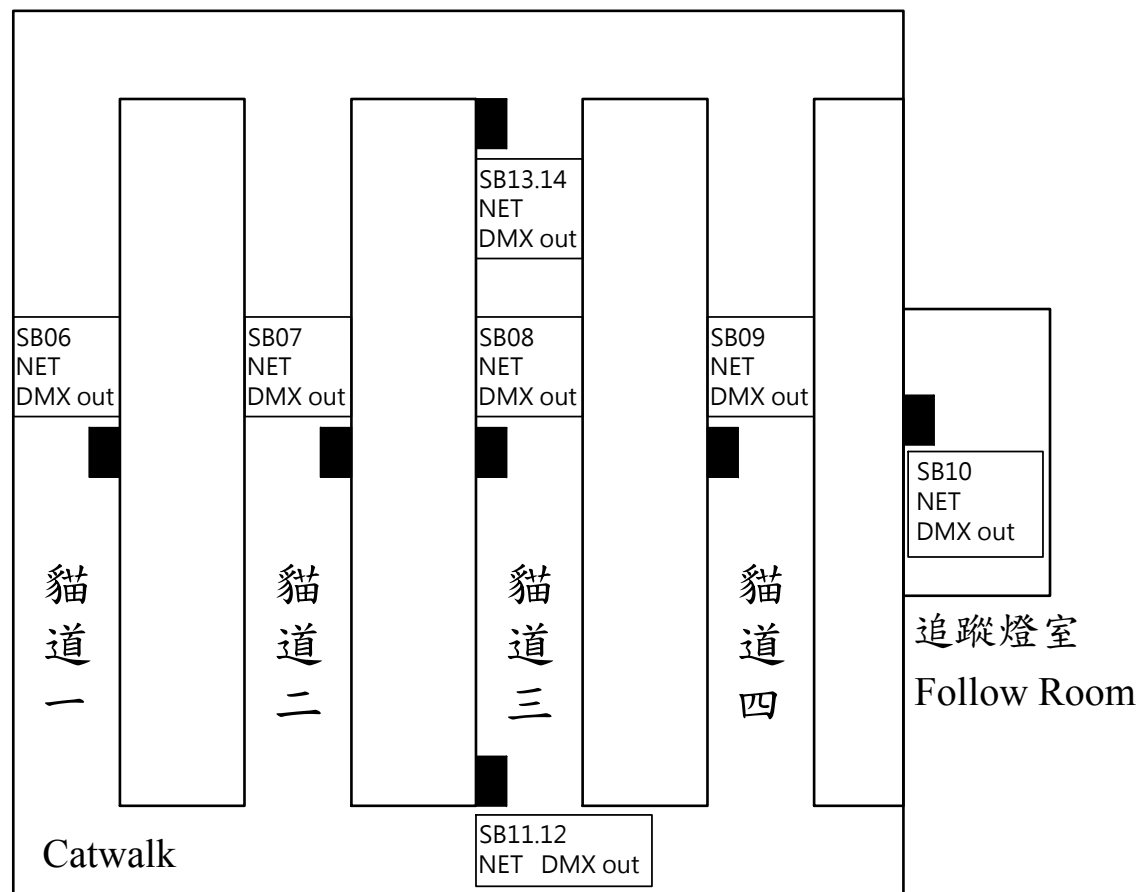 SB13.14
NET
DMX out
SB06
NET
DMX out
SB07
NET
DMX out
SB08
NET
DMX out
SB09
NET
DMX out
SB10
NET
DMX out
貓道一
貓道二
貓道三
貓道四
追蹤燈室
Follow Room
SB11.12
NET DMX out
Catwalk